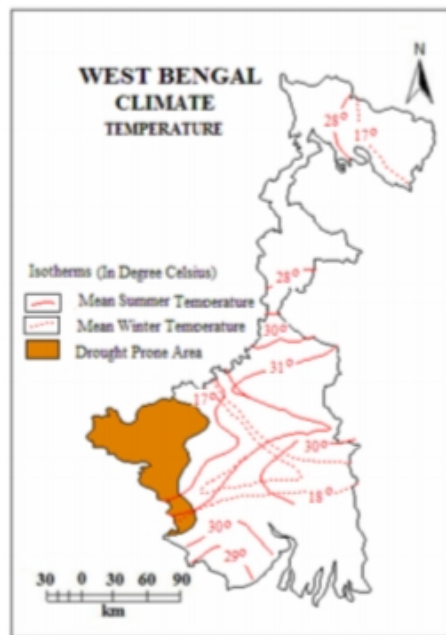 N
WEST BENGAL
CLIMATE
TEMPERATURE
28°
17°
Isotherms (In Degree Celsius)
Mean Summer Temperature
Mean Winter Temperature
Drought Prone Area
28°
30°
31°
17°
30°
18°
30°
29°
30 0 30 60 90
km